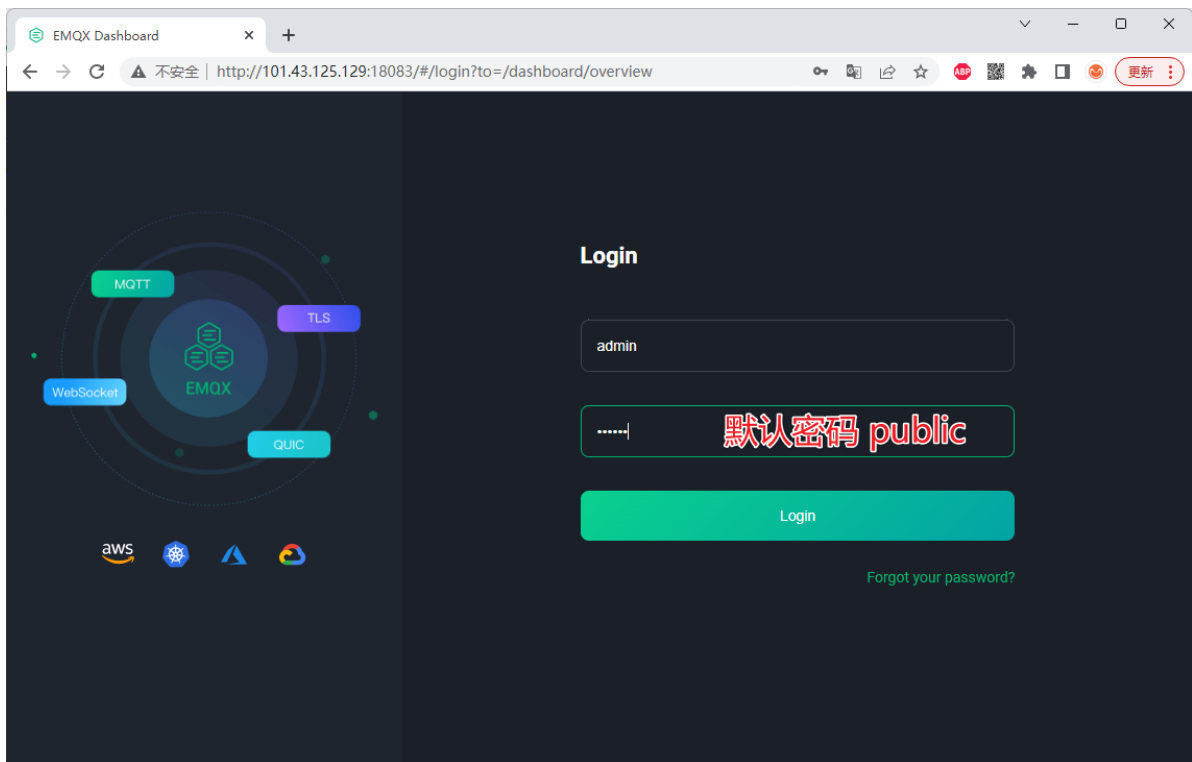 EMQX Dashboard
不安全 | http://101.43.125.129:18083/#/login?to=/dashboard/overview
ABP
更新
MQTT
TLS
EMQX
WebSocket
QUIC
aws
Login
admin
••••••
默认密码 public
Login
Forgot your password?